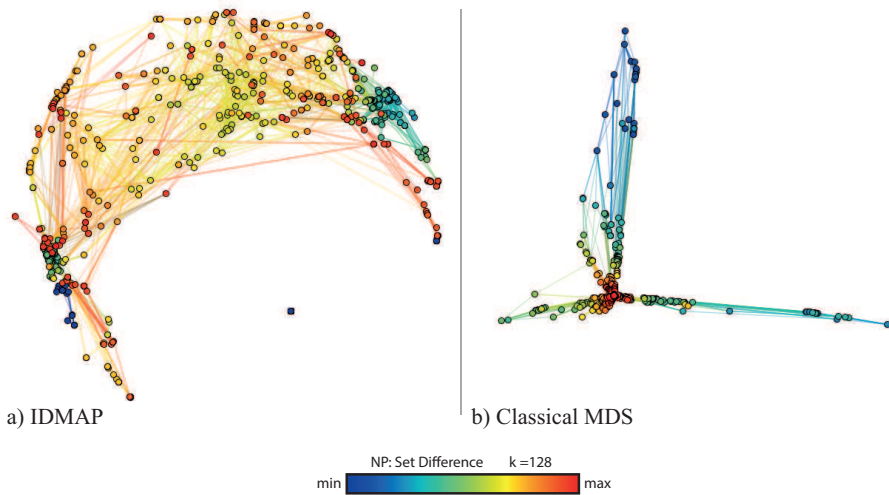 a) IDMAP
b) Classical MDS
NP: Set Difference k =128
min
max